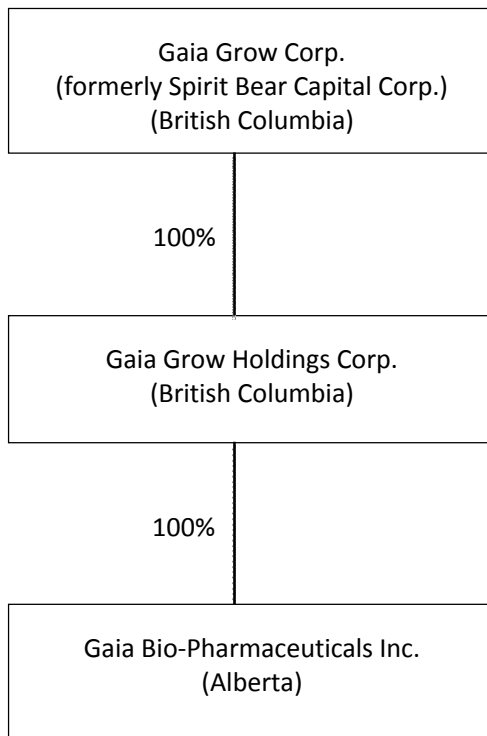 Gaia Grow Corp.
(formerly Spirit Bear Capital Corp.)
(British Columbia)
100%
Gaia Grow Holdings Corp.
(British Columbia)
100%
Gaia Bio-Pharmaceuticals Inc.
(Alberta)